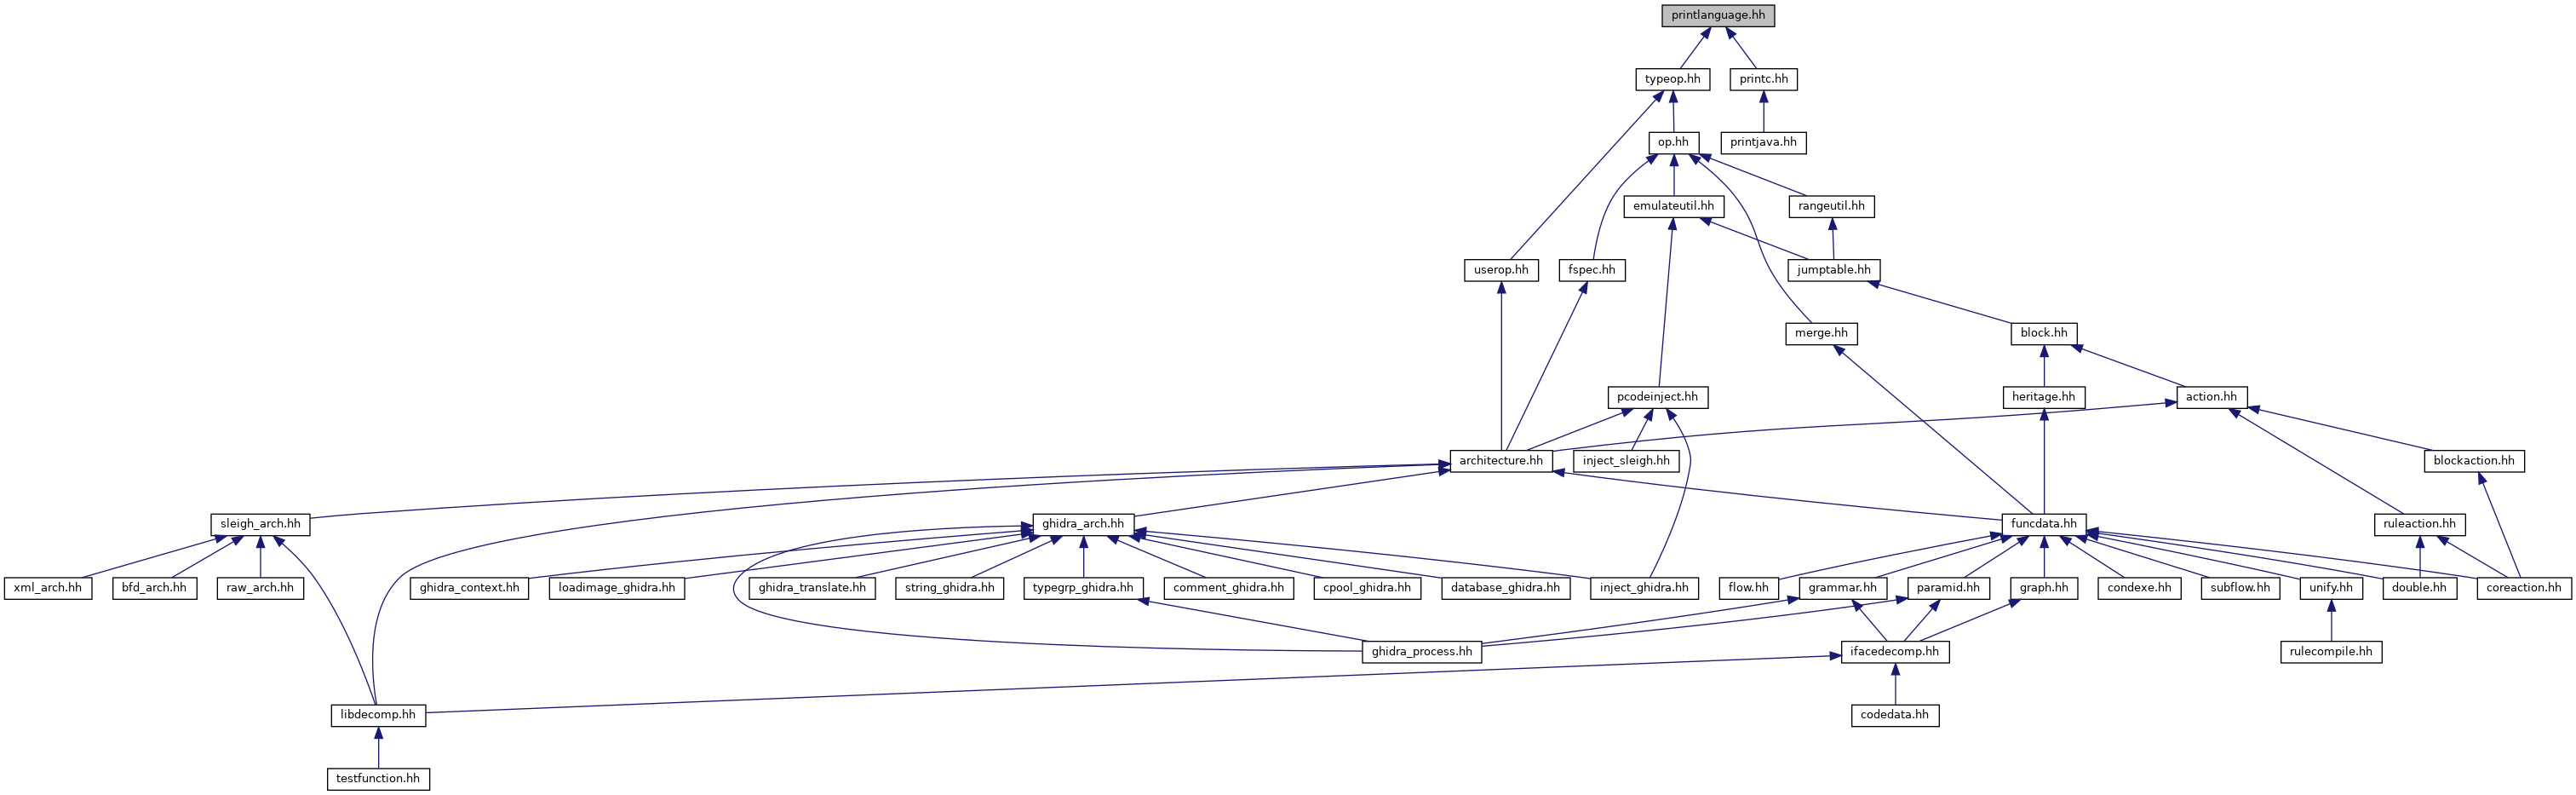 printlanguage.hh
typeop.hh
printc.hh
op.hh
printjava.hh
emulateutil.hh
rangeutil.hh
userop.hh
fspec.hh
jumptable.hh
merge.hh
block.hh
pcodeinject.hh
heritage.hh
action.hh
architecture.hh
inject_sleigh.hh
blockaction.hh
sleigh_arch.hh
ghidra_arch.hh
funcdata.hh
ruleaction.hh
xml_arch.hh
bfd_arch.hh
raw_arch.hh
ghidra_context.hh
loadimage_ghidra.hh
ghidra_translate.hh
string_ghidra.hh
typegrp_ghidra.hh
comment_ghidra.hh
cpool_ghidra.hh
database_ghidra.hh
inject_ghidra.hh
flow.hh
grammar.hh
paramid.hh
graph.hh
condexe.hh
subflow.hh
unify.hh
double.hh
coreaction.hh
ghidra_process.hh
ifacedecomp.hh
rulecompile.hh
libdecomp.hh
codedata.hh
testfunction.hh